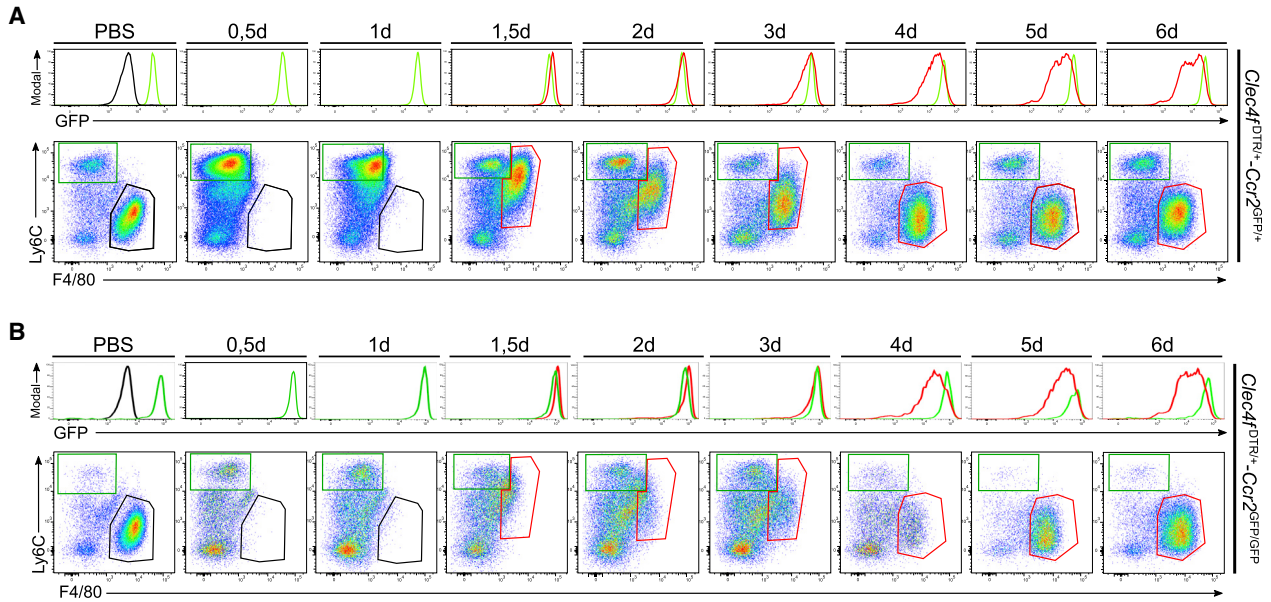 A
PBS 0,5d 1d 1,5d 2d 3d 4d 5d 6d
Modal
GFP
Ly6C
F4/80
Clec4f^DTR/+-Ccr2^GFP/+
B
PBS 0,5d 1d 1,5d 2d 3d 4d 5d 6d
Modal
GFP
Ly6C
F4/80
Clec4f^DTR/+-Ccr2^GFP/GFP